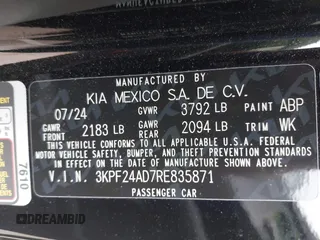 KIA MEXICO S.A. DE C.V.
07/24 GVWR 3792 LB PAINT ABP
GAWR FRONT 2183 LB GAWR REAR 2094 LB TRIM WK
THIS VEHICLE CONFORMS TO ALL APPLICABLE U.S. FEDERAL
MOTOR VEHICLE SAFETY, BUMPER, AND THEFT PREVENTION
STANDARDS IN EFFECT ON THE DATE OF MANUFACTURE
SHOWN ABOVE.
V.I.N. 3KPF24AD7RE835871
PASSENGER CAR
7610
DREAMBID